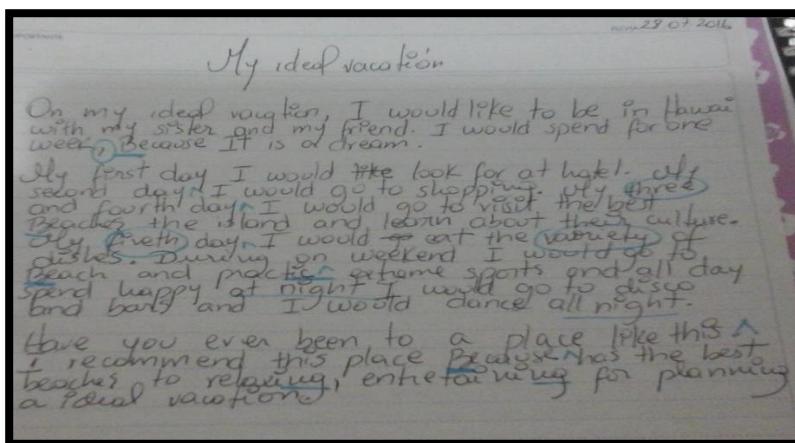 28 07 2016
My ideal vacation
On my ideal vacation, I would like to be in Hawai
with my sister and my friend. I would spend for one
week, Because It is a dream.
My first day I would like look for at hotel. My
second day I would go to shopping. My three
and fourth day I would go to visit the best
Beaches the island and learn about their culture.
My fiveth day I would eat the variety of
dishes. During on weekend I would go to
Beach and practic extreme sports and all day
spend happy at night I would go to disco
and bars and I would dance all night.
Have you ever been to a place like this
I recommend this place Because has the best
beaches to relaxing, entretaining for planning
a ideal vacation.